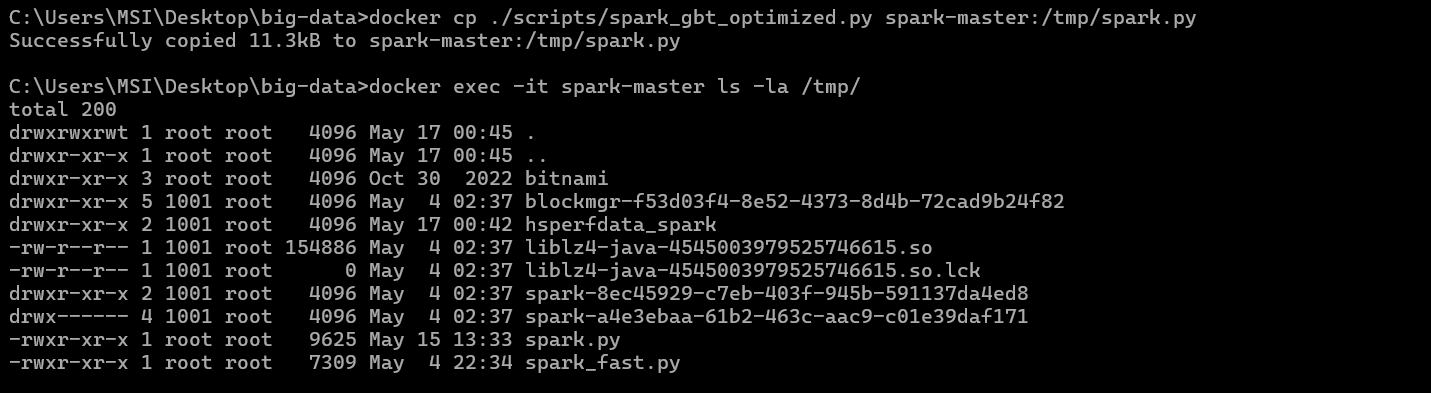 C:\Users\MSI\Desktop\big-data>docker cp ./scripts/spark_gbt_optimized.py spark-master:/tmp/spark.py
Successfully copied 11.3kB to spark-master:/tmp/spark.py
C:\Users\MSI\Desktop\big-data>docker exec -it spark-master ls -la /tmp/
total 200
drwxrwxrwt 1 root root   4096 May 17 00:45 .
drwxr-xr-x 1 root root   4096 May 17 00:45 ..
drwxr-xr-x 3 root root   4096 Oct 30  2022 bitnami
drwxr-xr-x 5 1001 root   4096 May  4 02:37 blockmgr-f53d03f4-8e52-4373-8d4b-72cad9b24f82
drwxr-xr-x 2 1001 root   4096 May 17 00:42 hsperfdata_spark
-rw-r--r-- 1 1001 root 154886 May  4 02:37 liblz4-java-4545003979525746615.so
-rw-r--r-- 1 1001 root      0 May  4 02:37 liblz4-java-4545003979525746615.so.lck
drwxr-xr-x 2 1001 root   4096 May  4 02:37 spark-8ec45929-c7eb-403f-945b-591137da4ed8
drwx------ 4 1001 root   4096 May  4 02:37 spark-a4e3ebaa-61b2-463c-aac9-c01e39daf171
-rwxr-xr-x 1 root root   9625 May 15 13:33 spark.py
-rwxr-xr-x 1 root root   7309 May  4 22:34 spark_fast.py